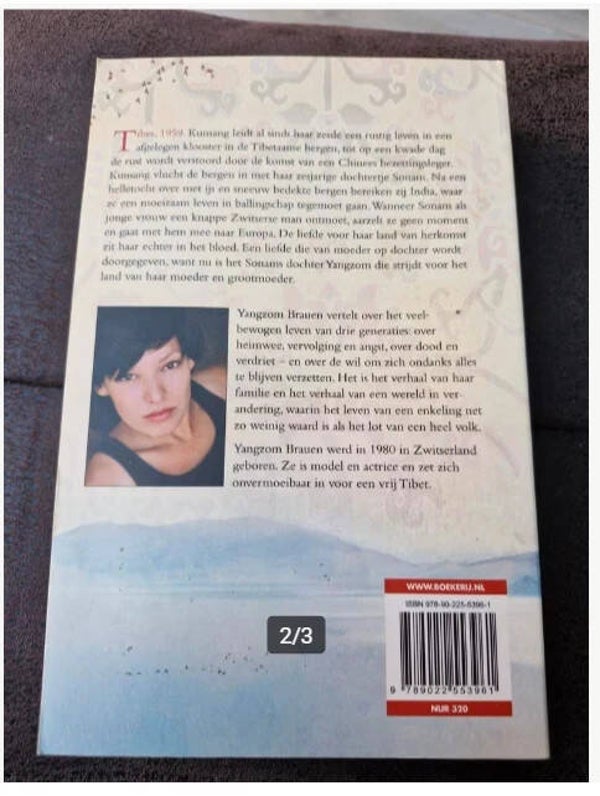 Tibet, 1959. Kunsang leidt al sinds haar zesde een rustig leven in een
afgelegen klooster in de Tibetaanse bergen, tot op een kwade dag
de rust wordt verstoord door de komst van een Chinees bezettingsleger.
Kunsang vlucht de bergen in met haar zesjarige dochtertje Sonam. Na een
helletocht over met ijs en sneeuw bedekte bergen bereiken zij India, waar
ze een moeizaam leven in ballingschap tegemoet gaan. Wanneer Sonam als
jonge vrouw een knappe Zwitserse man ontmoet, aarzelt ze geen moment
en gaat met hem mee naar Europa. De liefde voor haar land van herkomst
zit haar echter in het bloed. Een liefde die van moeder op dochter wordt
doorgegeven, want nu is het Sonams dochter Yangzom die strijdt voor het
land van haar moeder en grootmoeder.
Yangzom Brauen vertelt over het veel-
bewogen leven van drie generaties: over
heimwee, vervolging en angst, over dood en
verdriet – en over de wil om zich ondanks alles
te blijven verzetten. Het is het verhaal van haar
familie en het verhaal van een wereld in ver-
andering, waarin het leven van een enkeling net
zo weinig waard is als het lot van een heel volk.
Yangzom Brauen werd in 1980 in Zwitserland
geboren. Ze is model en actrice en zet zich
onvermoeibaar in voor een vrij Tibet.
WWW.BOEKERIJ.NL
ISBN 978-90-225-5396-1
9 789022 553961
NUR 320
2/3